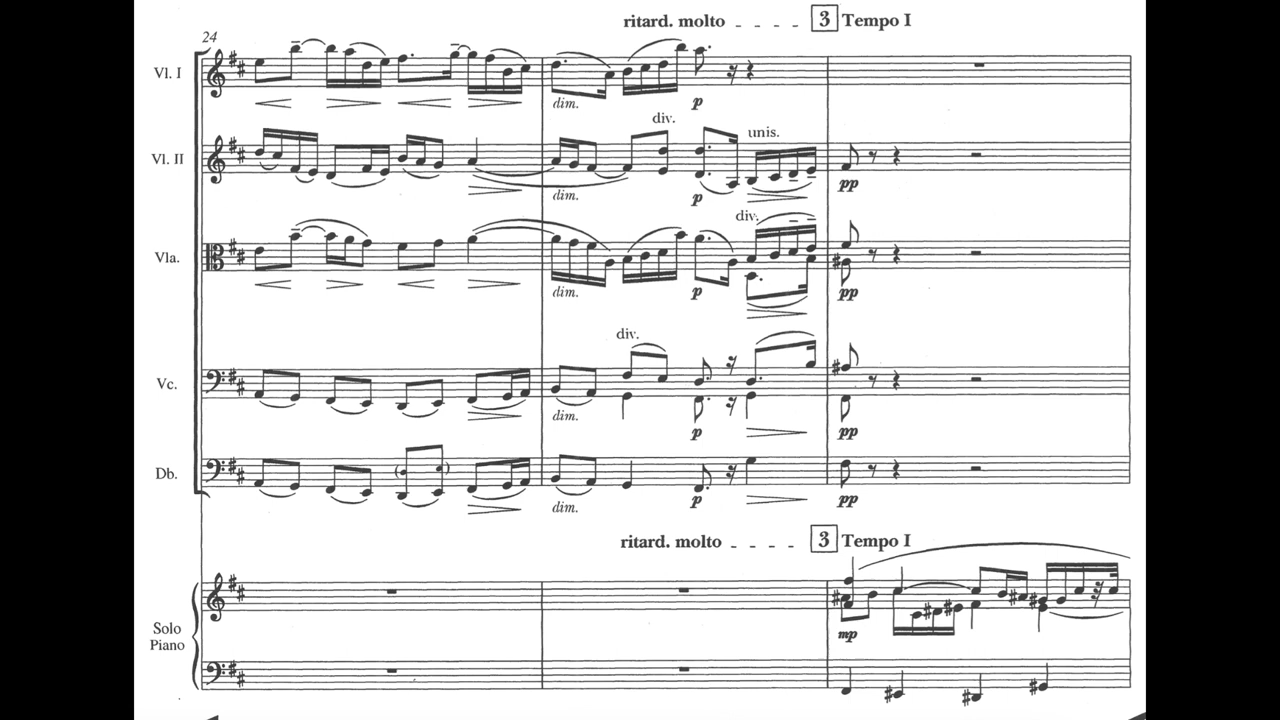 ritard. molto _ _ _ _ 3 Tempo I
24
Vl. I
dim. p
div. unis.
Vl. II
dim. p pp
div.
Vla.
dim. p pp
div.
Vc.
dim. p pp
Db.
dim. p pp
ritard. molto _ _ _ _ 3 Tempo I
mp
Solo
Piano